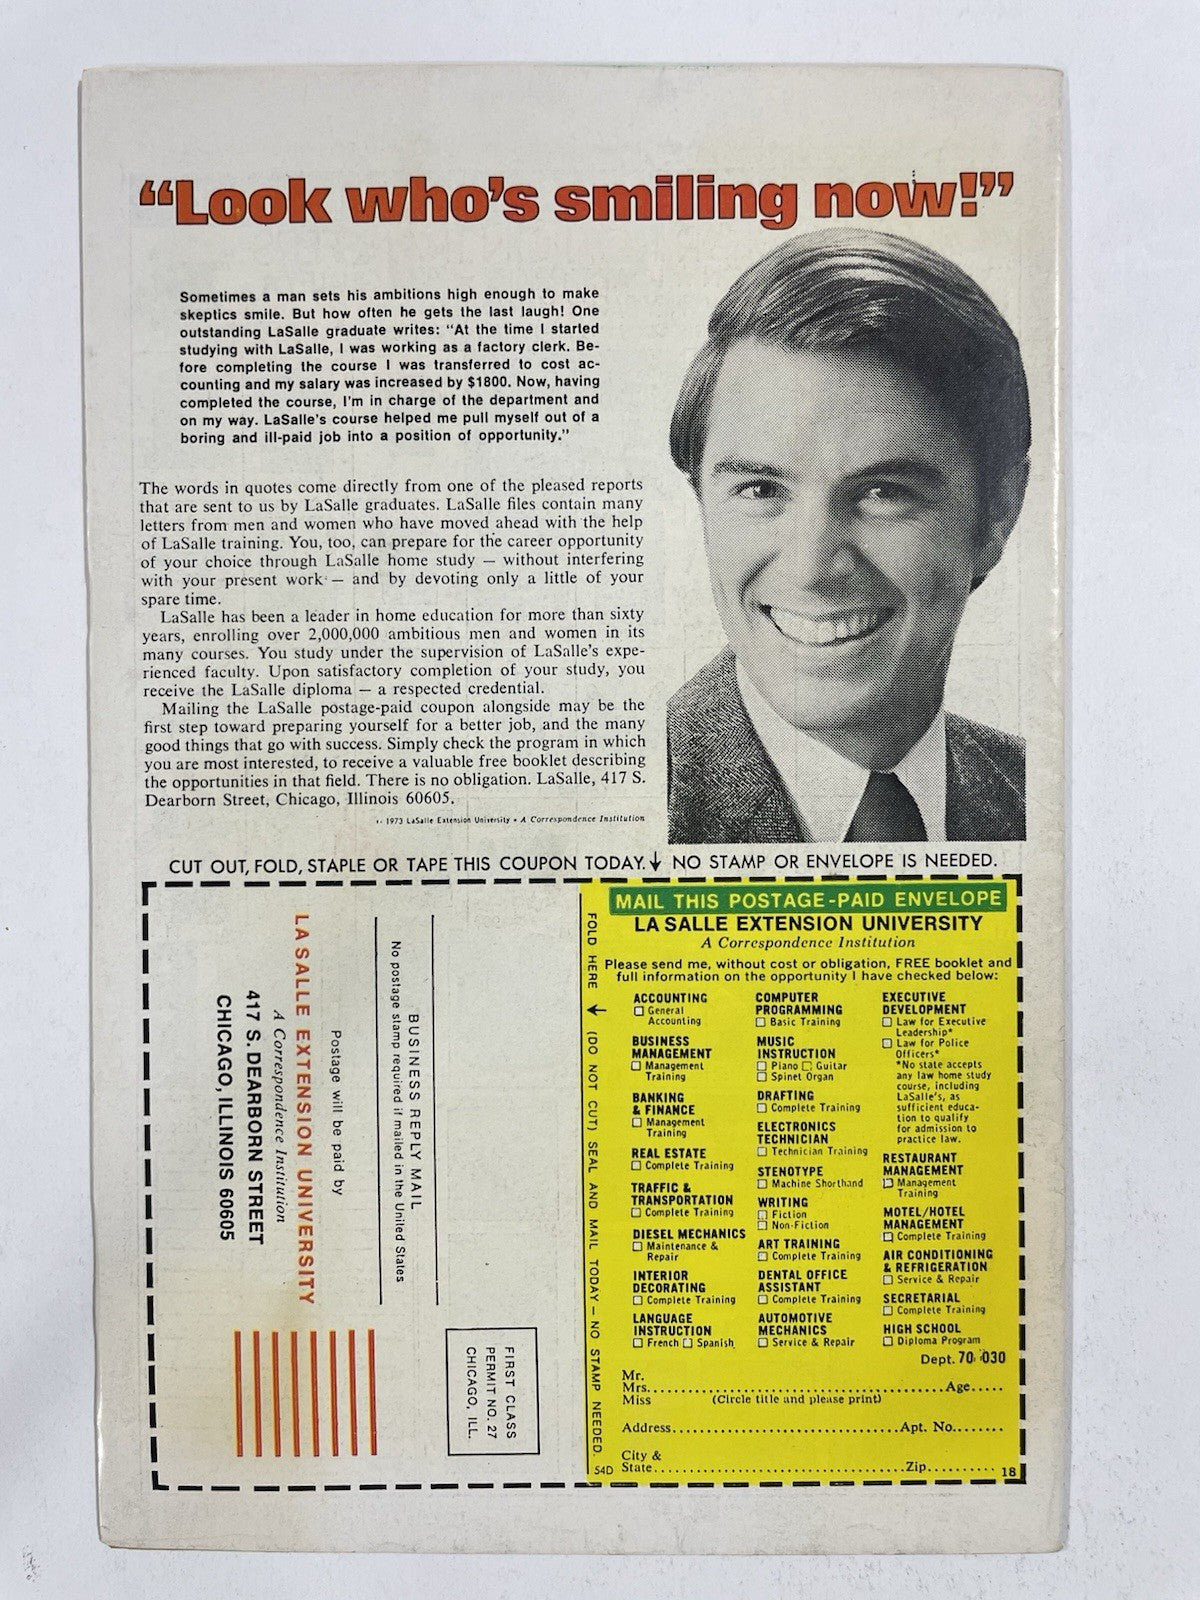 “Look who’s smiling now!”
Sometimes a man sets his ambitions high enough to make
skeptics smile. But how often he gets the last laugh! One
outstanding LaSalle graduate writes: “At the time I started
studying with LaSalle, I was working as a factory clerk. Be-
fore completing the course I was transferred to cost ac-
counting and my salary was increased by $1800. Now, having
completed the course, I’m in charge of the department and
on my way. LaSalle’s course helped me pull myself out of a
boring and ill-paid job into a position of opportunity.”
The words in quotes come directly from one of the pleased reports
that are sent to us by LaSalle graduates. LaSalle files contain many
letters from men and women who have moved ahead with the help
of LaSalle training. You, too, can prepare for the career opportunity
of your choice through LaSalle home study — without interfering
with your present work — and by devoting only a little of your
spare time.
LaSalle has been a leader in home education for more than sixty
years, enrolling over 2,000,000 ambitious men and women in its
many courses. You study under the supervision of LaSalle’s expe-
rienced faculty. Upon satisfactory completion of your study, you
receive the LaSalle diploma — a respected credential.
Mailing the LaSalle postage-paid coupon alongside may be the
first step toward preparing yourself for a better job, and the many
good things that go with success. Simply check the program in which
you are most interested, to receive a valuable free booklet describing
the opportunities in that field. There is no obligation. LaSalle, 417 S.
Dearborn Street, Chicago, Illinois 60605.
1973 LaSalle Extension University • A Correspondence Institution
CUT OUT, FOLD, STAPLE OR TAPE THIS COUPON TODAY. ↓ NO STAMP OR ENVELOPE IS NEEDED.
FIRST CLASS
PERMIT NO. 27
CHICAGO, ILL.
BUSINESS REPLY MAIL
No postage stamp required if mailed in the United States
Postage will be paid by
LA SALLE EXTENSION UNIVERSITY
A Correspondence Institution
417 S. DEARBORN STREET
CHICAGO, ILLINOIS 60605
FOLD HERE ↓ (DO NOT CUT) SEAL AND MAIL TODAY — NO STAMP NEEDED.
MAIL THIS POSTAGE-PAID ENVELOPE
LA SALLE EXTENSION UNIVERSITY
A Correspondence Institution
Please send me, without cost or obligation, FREE booklet and
full information on the opportunity I have checked below:
ACCOUNTING
☐ General
Accounting
BUSINESS
MANAGEMENT
☐ Management
Training
BANKING
& FINANCE
☐ Management
Training
REAL ESTATE
☐ Complete Training
TRAFFIC &
TRANSPORTATION
☐ Complete Training
DIESEL MECHANICS
☐ Maintenance &
Repair
INTERIOR
DECORATING
☐ Complete Training
LANGUAGE
INSTRUCTION
☐ French ☐ Spanish
COMPUTER
PROGRAMMING
☐ Basic Training
MUSIC
INSTRUCTION
☐ Piano ☐ Guitar
☐ Spinet Organ
DRAFTING
☐ Complete Training
ELECTRONICS
TECHNICIAN
☐ Technician Training
STENOTYPE
☐ Machine Shorthand
WRITING
☐ Fiction
☐ Non-Fiction
ART TRAINING
☐ Complete Training
DENTAL OFFICE
ASSISTANT
☐ Complete Training
AUTOMOTIVE
MECHANICS
☐ Service & Repair
EXECUTIVE
DEVELOPMENT
☐ Law for Executive
Leadership*
☐ Law for Police
Officers*
*No state accepts
any law home study
course, including
LaSalle’s, as
sufficient educa-
tion to qualify
for admission to
practice law.
RESTAURANT
MANAGEMENT
☐ Management
Training
MOTEL/HOTEL
MANAGEMENT
☐ Complete Training
AIR CONDITIONING
& REFRIGERATION
☐ Service & Repair
SECRETARIAL
☐ Complete Training
HIGH SCHOOL
☐ Diploma Program
Dept. 70-030
Mr.
Mrs. Age
Miss (Circle title and please print)
Address Apt. No.
City &
State Zip
54D 18